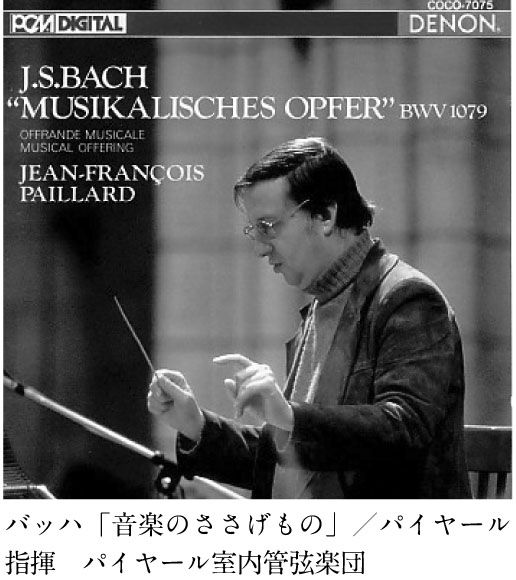 COCO-7075
PCM DIGITAL
DENON
J.S.BACH
“MUSIKALISCHES OPFER” BWV 1079
OFFRANDE MUSICALE
MUSICAL OFFERING
JEAN-FRANÇOIS
PAILLARD
バッハ「音楽のささげもの」／パイヤール
指揮　パイヤール室内管弦楽団